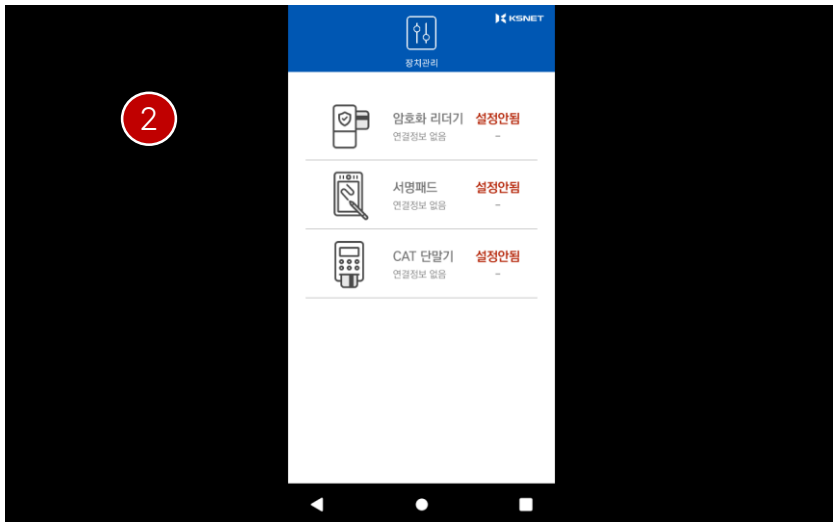 KSNET
장치관리
2
암호화 리더기 설정안됨
연결정보 없음 -
서명패드 설정안됨
연결정보 없음 -
CAT 단말기 설정안됨
연결정보 없음 -